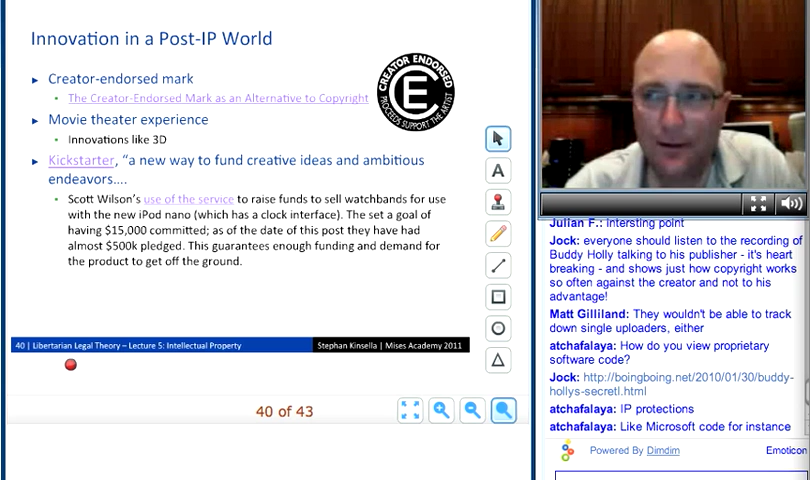 Innovation in a Post-IP World
Creator-endorsed mark
The Creator-Endorsed Mark as an Alternative to Copyright
CREATOR ENDORSED
PROCEEDS SUPPORT THE ARTIST
E
Movie theater experience
Innovations like 3D
Kickstarter, “a new way to fund creative ideas and ambitious
endeavors....
Scott Wilson's use of the service to raise funds to sell watchbands for use
with the new iPod nano (which has a clock interface). The set a goal of
having $15,000 committed; as of the date of this post they have had
almost $500k pledged. This guarantees enough funding and demand for
the product to get off the ground.
40 | Libertarian Legal Theory – Lecture 5: Intellectual Property
Stephan Kinsella | Mises Academy 2011
40 of 43
A
Julian F.: Intersting point
Jock: everyone should listen to the recording of
Buddy Holly talking to his publisher - it's heart
breaking - and shows just how copyright works
so often against the creator and not to his
advantage!
Matt Gilliland: They wouldn't be able to track
down single uploaders, either
atchafalaya: How do you view proprietary
software code?
Jock: http://boingboing.net/2010/01/30/buddy-
hollys-secretl.html
atchafalaya: IP protections
atchafalaya: Like Microsoft code for instance
Powered By Dimdim
Emoticon